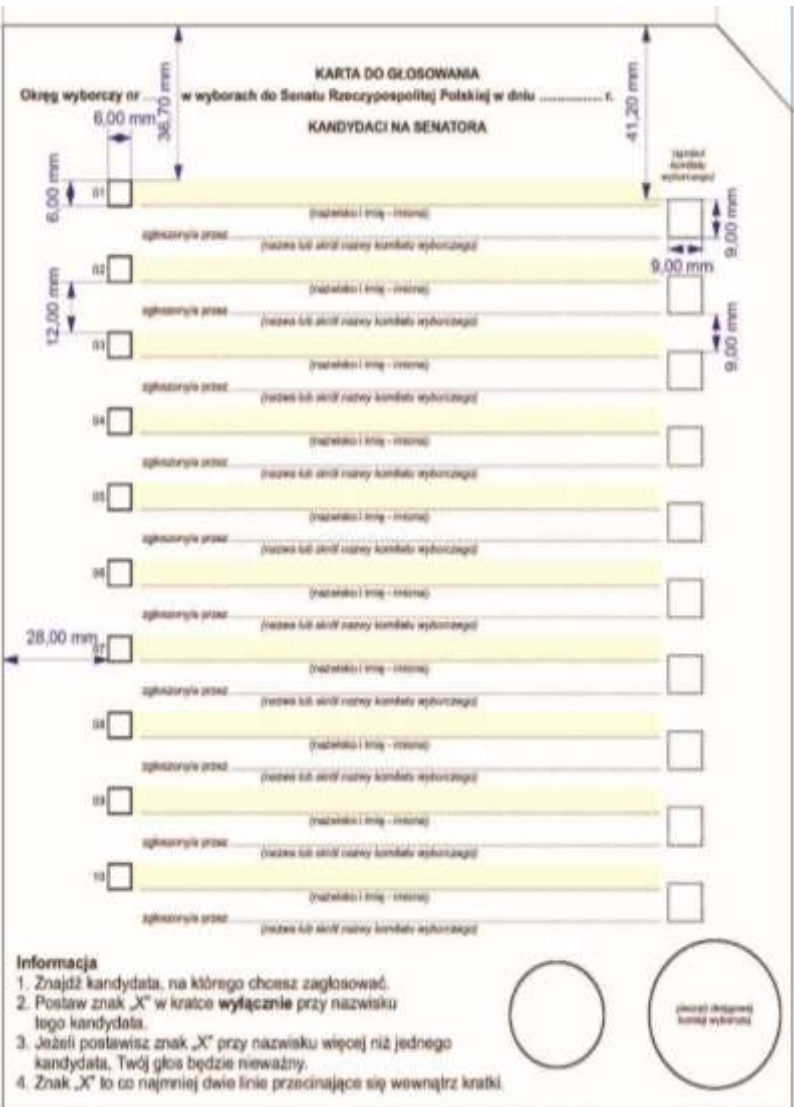 KARTA DO GŁOSOWANIA
Okręg wyborczy nr ........ w wyborach do Senatu Rzeczypospolitej Polskiej w dniu ............... r.
KANDYDACI NA SENATORA
6,00 mm
36,70 mm
41,20 mm
(symbol komitetu wyborczego)
6,00 mm
01
(nazwisko i imię - imiona)
zgłoszony/a przez
(nazwa lub skrót nazwy komitetu wyborczego)
9,00 mm
9,00 mm
02
(nazwisko i imię - imiona)
zgłoszony/a przez
(nazwa lub skrót nazwy komitetu wyborczego)
12,00 mm
9,00 mm
03
(nazwisko i imię - imiona)
zgłoszony/a przez
(nazwa lub skrót nazwy komitetu wyborczego)
04
(nazwisko i imię - imiona)
zgłoszony/a przez
(nazwa lub skrót nazwy komitetu wyborczego)
05
(nazwisko i imię - imiona)
zgłoszony/a przez
(nazwa lub skrót nazwy komitetu wyborczego)
06
(nazwisko i imię - imiona)
zgłoszony/a przez
(nazwa lub skrót nazwy komitetu wyborczego)
28,00 mm
07
(nazwisko i imię - imiona)
zgłoszony/a przez
(nazwa lub skrót nazwy komitetu wyborczego)
08
(nazwisko i imię - imiona)
zgłoszony/a przez
(nazwa lub skrót nazwy komitetu wyborczego)
09
(nazwisko i imię - imiona)
zgłoszony/a przez
(nazwa lub skrót nazwy komitetu wyborczego)
10
(nazwisko i imię - imiona)
zgłoszony/a przez
(nazwa lub skrót nazwy komitetu wyborczego)
Informacja
1. Znajdź kandydata, na którego chcesz zagłosować.
2. Postaw znak „X” w kratce wyłącznie przy nazwisku
tego kandydata.
3. Jeżeli postawisz znak „X” przy nazwisku więcej niż jednego
kandydata, Twój głos będzie nieważny.
4. Znak „X” to co najmniej dwie linie przecinające się wewnątrz kratki.
(pieczęć obwodowej
komisji wyborczej)